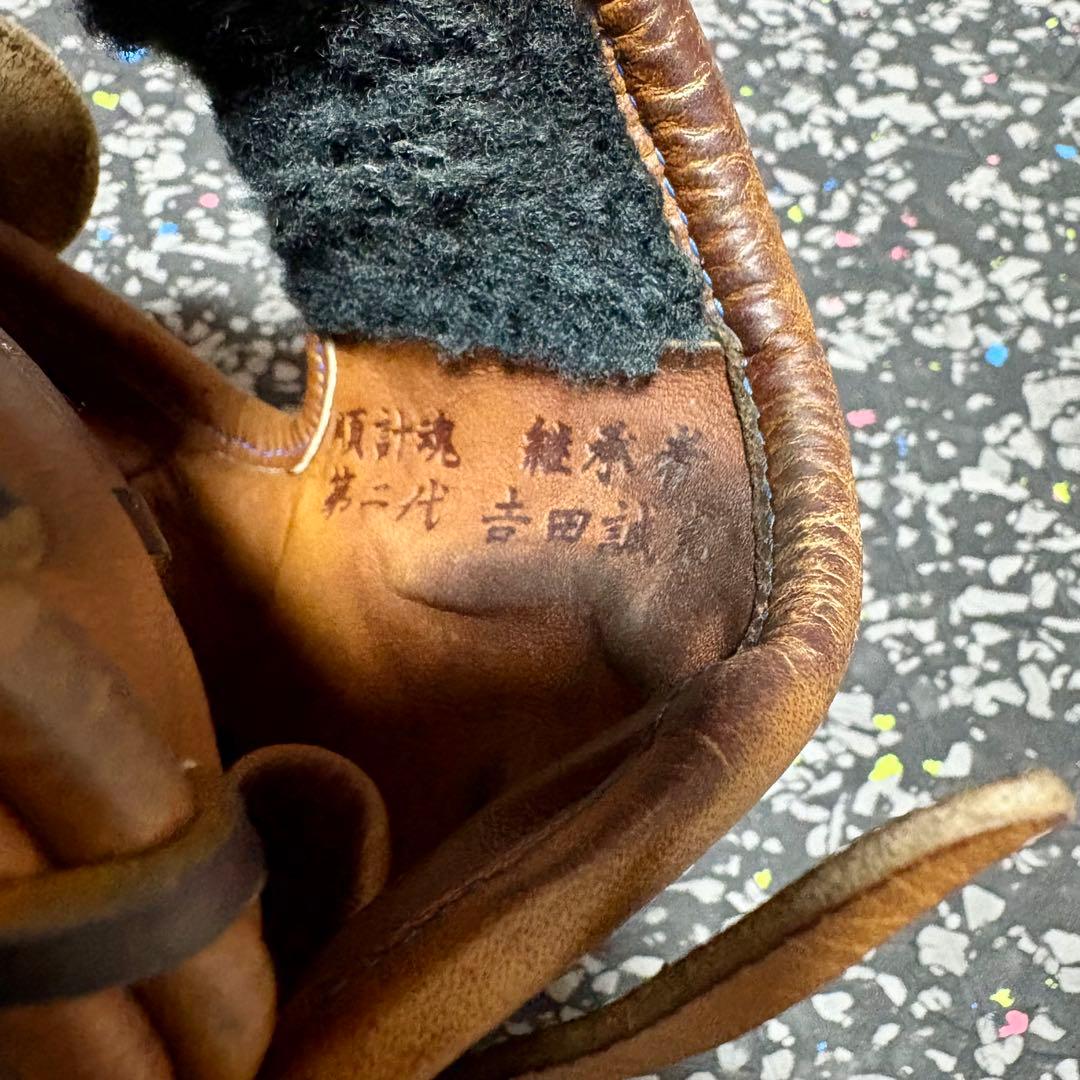 順計魂 継承者
第二代 吉田誠